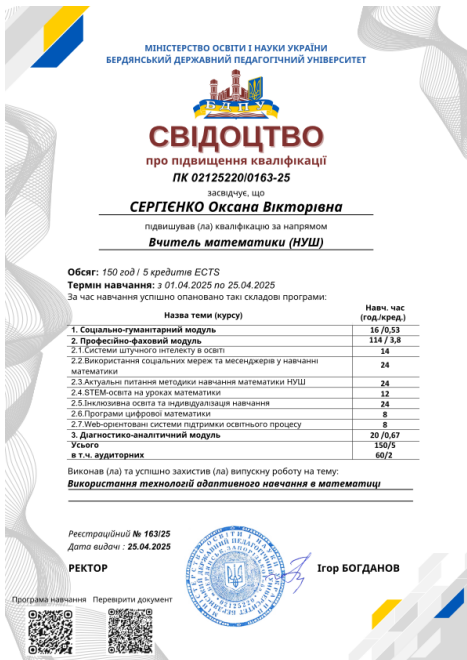 МІНІСТЕРСТВО ОСВІТИ І НАУКИ УКРАЇНИ
БЕРДЯНСЬКИЙ ДЕРЖАВНИЙ ПЕДАГОГІЧНИЙ УНІВЕРСИТЕТ
БДПУ
СВІДОЦТВО
про підвищення кваліфікації
ПК 02125220/0163-25
засвідчує, що
СЕРГІЄНКО Оксана Вікторівна
підвищував (ла) кваліфікацію за напрямом
Вчитель математики (НУШ)
Обсяг: 150 год / 5 кредитів ECTS
Термін навчання: з 01.04.2025 по 25.04.2025
За час навчання успішно опановано такі складові програми:
Назва теми (курсу) Навч. час (год./кред.)
1. Соціально-гуманітарний модуль 16 /0,53
2. Професійно-фаховий модуль 114 / 3,8
2.1.Системи штучного інтелекту в освіті 14
2.2.Використання соціальних мереж та месенджерів у навчанні
математики 24
2.3.Актуальні питання методики навчання математики НУШ 24
2.4.STEM-освіта на уроках математики 12
2.5.Інклюзивна освіта та індивідуалізація навчання 24
2.6.Програми цифрової математики 8
2.7.Web-орієнтовані системи підтримки освітнього процесу 8
3. Діагностико-аналітичний модуль 20 /0,67
Усього 150/5
в т.ч. аудиторних 60/2
Виконав (ла) та успішно захистив (ла) випускну роботу на тему:
Використання технологій адаптивного навчання в математиці
Реєстраційний № 163/25
Дата видачі : 25.04.2025
РЕКТОР Ігор БОГДАНОВ
Програма навчання Перевірити документ